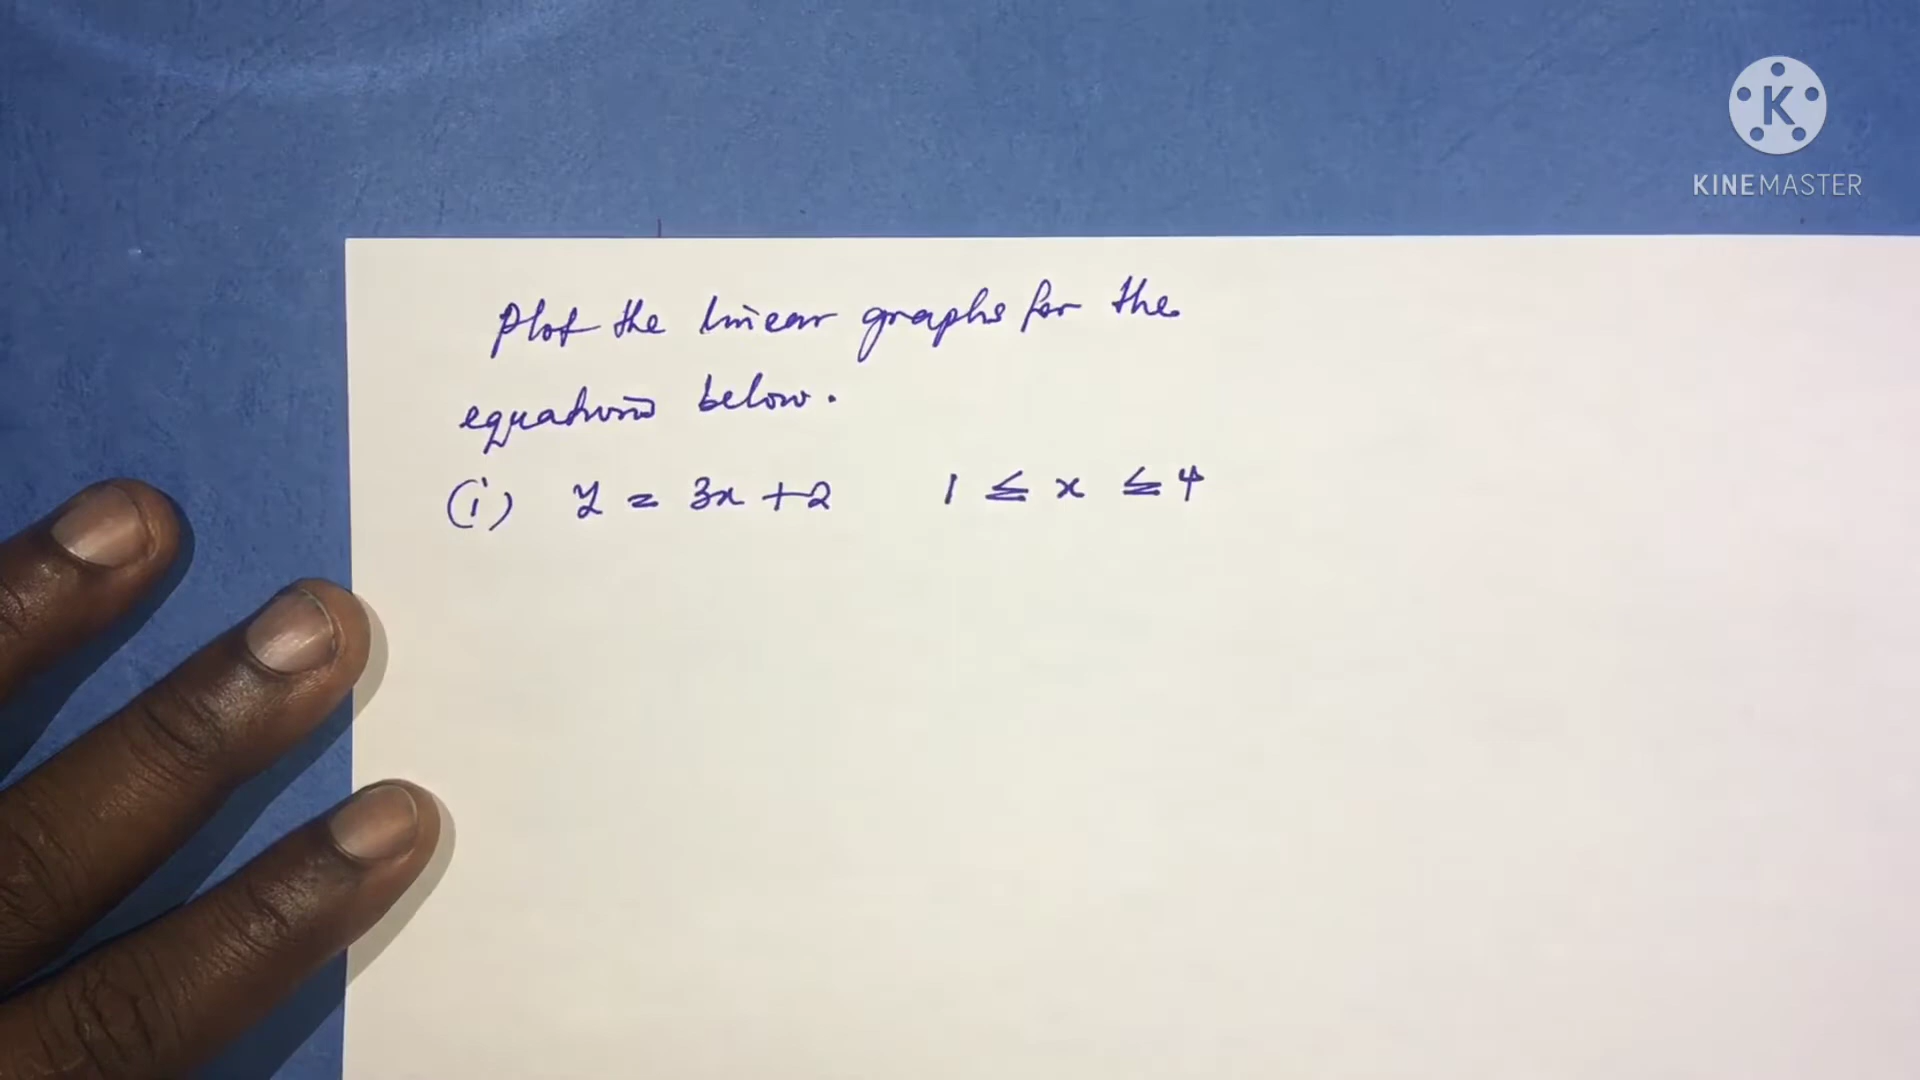 K
KINEMASTER
Plot the linear graphs for the
equations below.
(i) y = 3x + 2 1 ≤ x ≤ 4